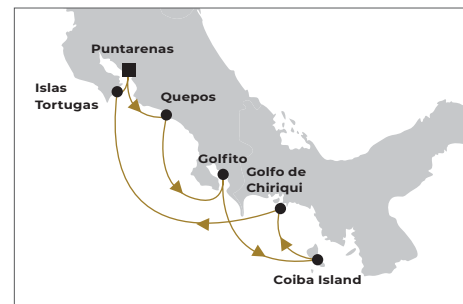 Puntarenas
Islas
Tortugas
Quepos
Golfito
Golfo de
Chiriqui
Coiba Island